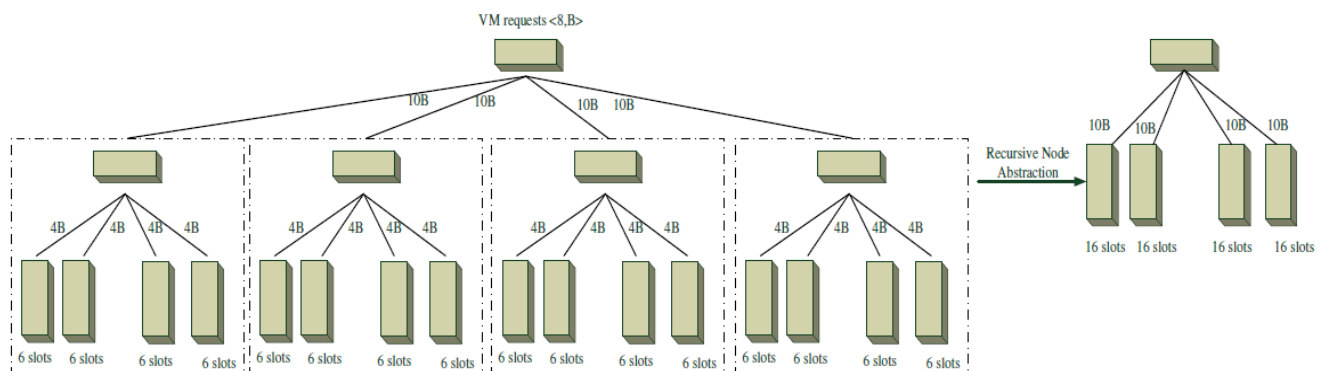 VM requests <8,B>
10B 10B 10B 10B
4B 4B 4B 4B 4B 4B 4B 4B 4B 4B 4B 4B 4B 4B 4B 4B
6 slots 6 slots 6 slots 6 slots 6 slots 6 slots 6 slots 6 slots 6 slots 6 slots 6 slots 6 slots 6 slots 6 slots 6 slots 6 slots
Recursive Node
Abstraction
10B 10B 10B 10B
16 slots 16 slots 16 slots 16 slots